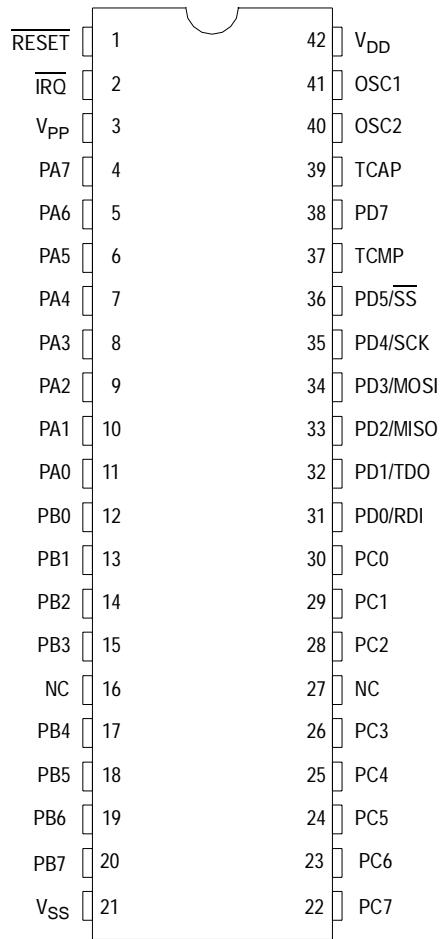 RESET 1 42 VDD
IRQ 2 41 OSC1
VPP 3 40 OSC2
PA7 4 39 TCAP
PA6 5 38 PD7
PA5 6 37 TCMP
PA4 7 36 PD5/SS
PA3 8 35 PD4/SCK
PA2 9 34 PD3/MOSI
PA1 10 33 PD2/MISO
PA0 11 32 PD1/TDO
PB0 12 31 PD0/RDI
PB1 13 30 PC0
PB2 14 29 PC1
PB3 15 28 PC2
NC 16 27 NC
PB4 17 26 PC3
PB5 18 25 PC4
PB6 19 24 PC5
PB7 20 23 PC6
VSS 21 22 PC7